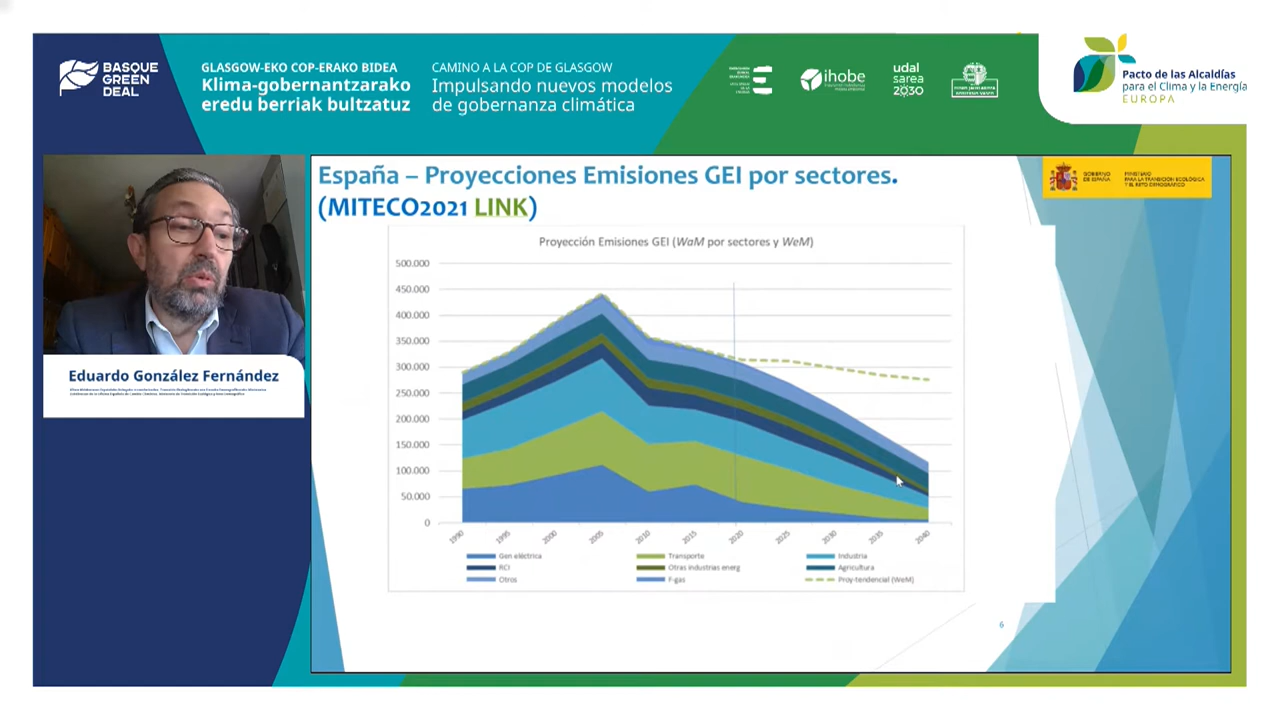 BASQUE
GREEN
DEAL
GLASGOW-EKO COP-ERAKO BIDEA
Klima-gobernantzarako
eredu berriak bultzatuz
CAMINO A LA COP DE GLASGOW
Impulsando nuevos modelos
de gobernanza climática
ihobe
udal
sarea
2030
Pacto de las Alcaldías
para el Clima y la Energía
EUROPA
Eduardo González Fernández
España – Proyecciones Emisiones GEI por sectores.
(MITECO2021 LINK)
GOBIERNO
DE ESPAÑA
MINISTERIO
PARA LA TRANSICIÓN ECOLÓGICA
Y EL RETO DEMOGRÁFICO
Proyección Emisiones GEI (WaM por sectores y WeM)
500.000
450.000
400.000
350.000
300.000
250.000
200.000
150.000
100.000
50.000
0
1990 1995 2000 2005 2010 2015 2020 2025 2030 2035 2040
Gen eléctrica Transporte Industria
RCI Otras industrias energ Agricultura
Otros F-gas Proy-tendencial (WeM)
6